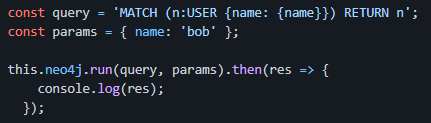 const query = 'MATCH (n:USER {name: {name}}) RETURN n';
const params = { name: 'bob' };
this.neo4j.run(query, params).then(res => {
console.log(res);
});